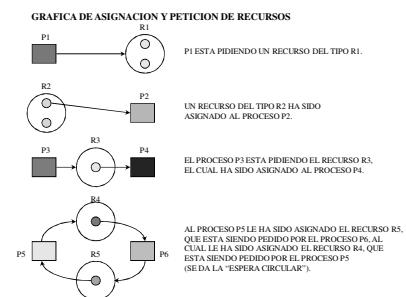 GRAFICA DE ASIGNACION Y PETICION DE RECURSOS
P1
R1
P1 ESTA PIDIENDO UN RECURSO DEL TIPO R1.
R2
P2
UN RECURSO DEL TIPO R2 HA SIDO
ASIGNADO AL PROCESO P2.
P3
R3
P4
EL PROCESO P3 ESTA PIDIENDO EL RECURSO R3,
EL CUAL HA SIDO ASIGNADO AL PROCESO P4.
R4
P5
R5
P6
AL PROCESO P5 LE HA SIDO ASIGNADO EL RECURSO R5,
QUE ESTA SIENDO PEDIDO POR EL PROCESO P6, AL
CUAL LE HA SIDO ASIGNADO EL RECURSO R4, QUE
ESTA SIENDO PEDIDO POR EL PROCESO P5
(SE DA LA “ESPERA CIRCULAR”).